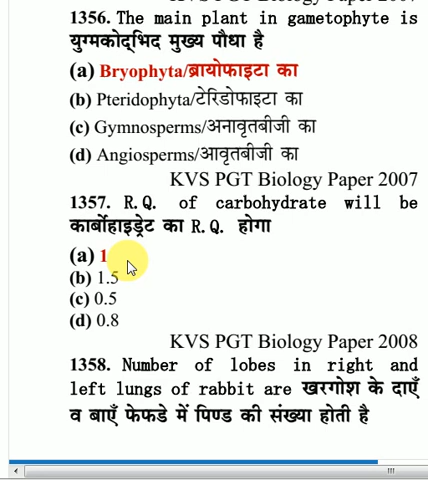 1356. The main plant in gametophyte is
युग्मकोद्भिद मुख्य पौधा है
(a) Bryophyta/ब्रायोफाइटा का
(b) Pteridophyta/टेरिडोफाइटा का
(c) Gymnosperms/अनावृतबीजी का
(d) Angiosperms/आवृतबीजी का
KVS PGT Biology Paper 2007
1357. R.Q. of carbohydrate will be
कार्बोहाइड्रेट का R.Q. होगा
(a) 1
(b) 1.5
(c) 0.5
(d) 0.8
KVS PGT Biology Paper 2008
1358. Number of lobes in right and
left lungs of rabbit are खरगोश के दाएँ
व बाएँ फेफडे में पिण्ड की संख्या होती है